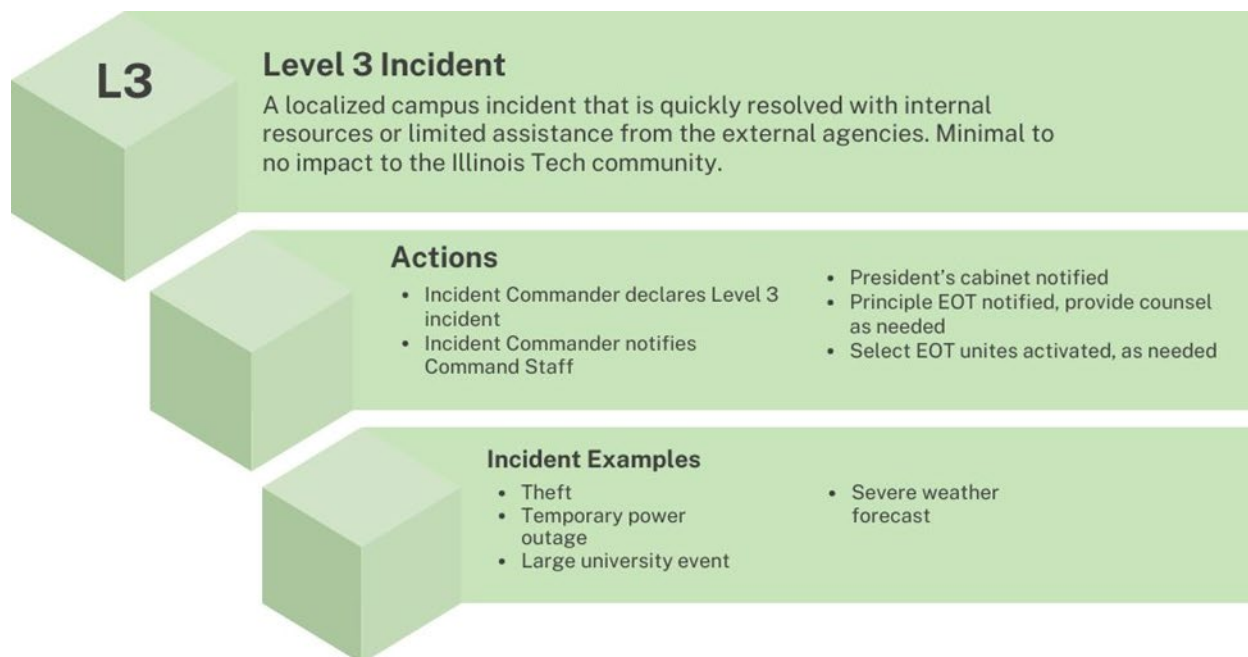 L3
Level 3 Incident
A localized campus incident that is quickly resolved with internal
resources or limited assistance from the external agencies. Minimal to
no impact to the Illinois Tech community.
Actions
• Incident Commander declares Level 3
incident
• Incident Commander notifies
Command Staff
• President’s cabinet notified
• Principle EOT notified, provide counsel
as needed
• Select EOT unites activated, as needed
Incident Examples
• Theft
• Temporary power
outage
• Large university event
• Severe weather
forecast